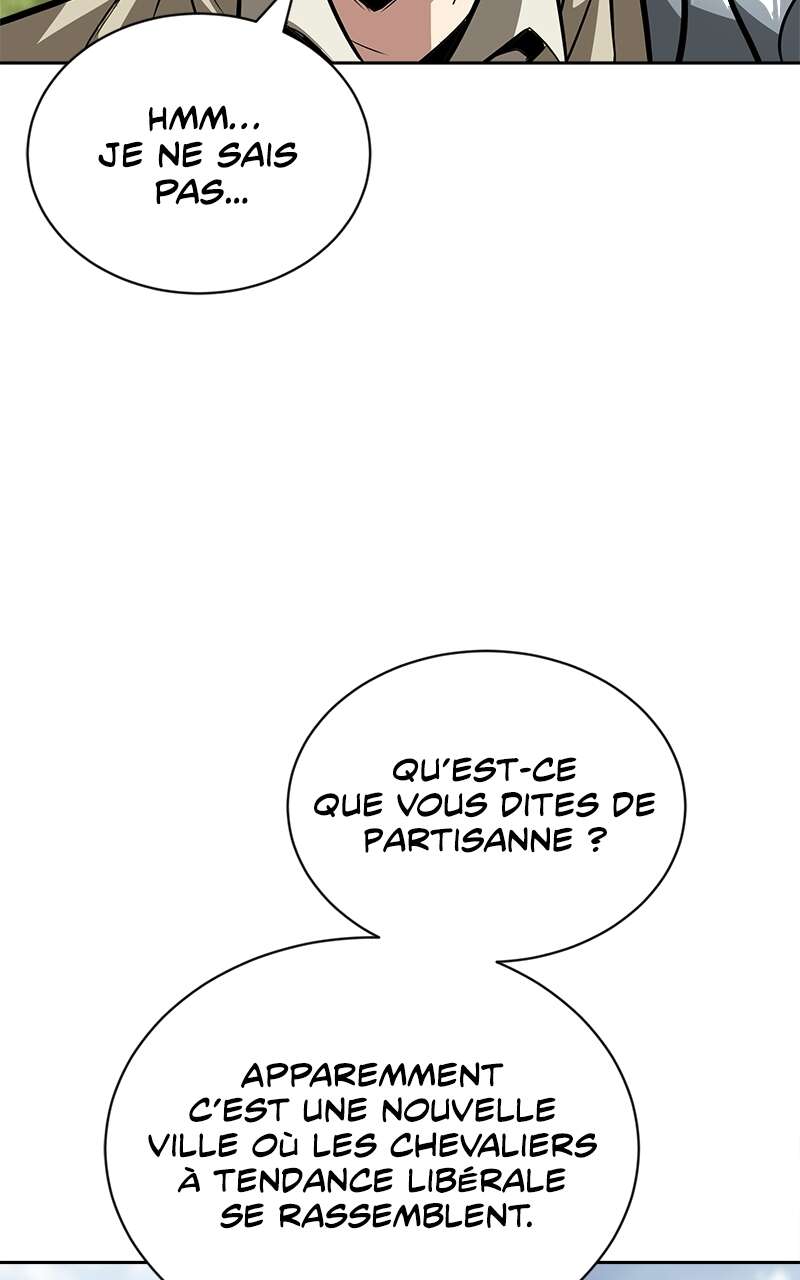 HMM...
JE NE SAIS
PAS...
QU'EST-CE
QUE VOUS DITES DE
PARTISANNE ?
APPAREMMENT
C'EST UNE NOUVELLE
VILLE OÙ LES CHEVALIERS
À TENDANCE LIBÉRALE
SE RASSEMBLENT.